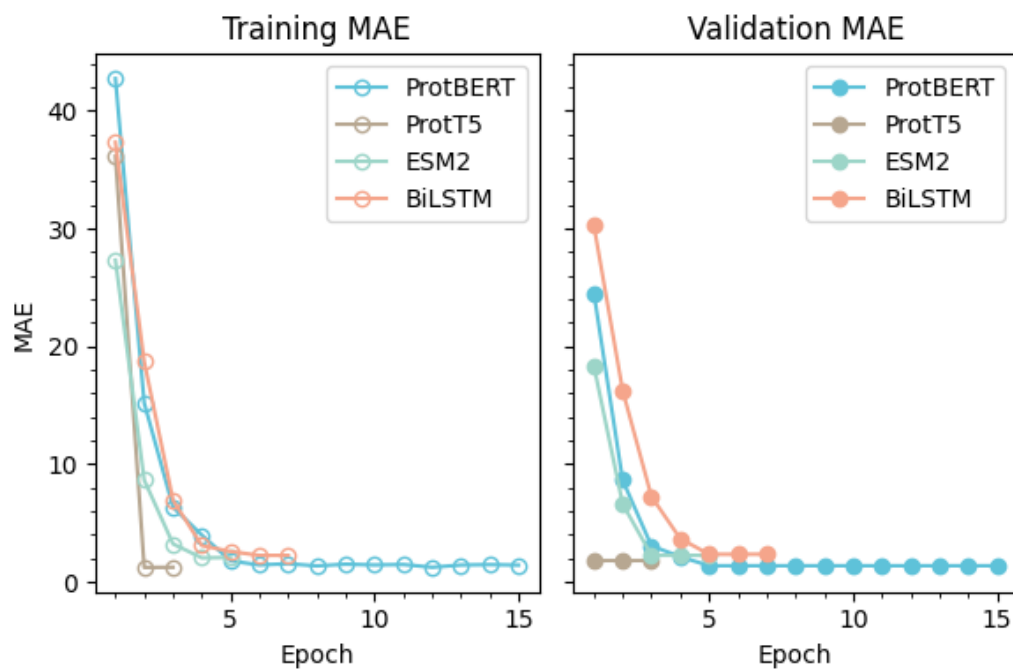 Training MAE
Validation MAE
ProtBERT
ProtT5
ESM2
BiLSTM
ProtBERT
ProtT5
ESM2
BiLSTM
MAE
40
30
20
10
0
5
10
15
5
10
15
Epoch
Epoch